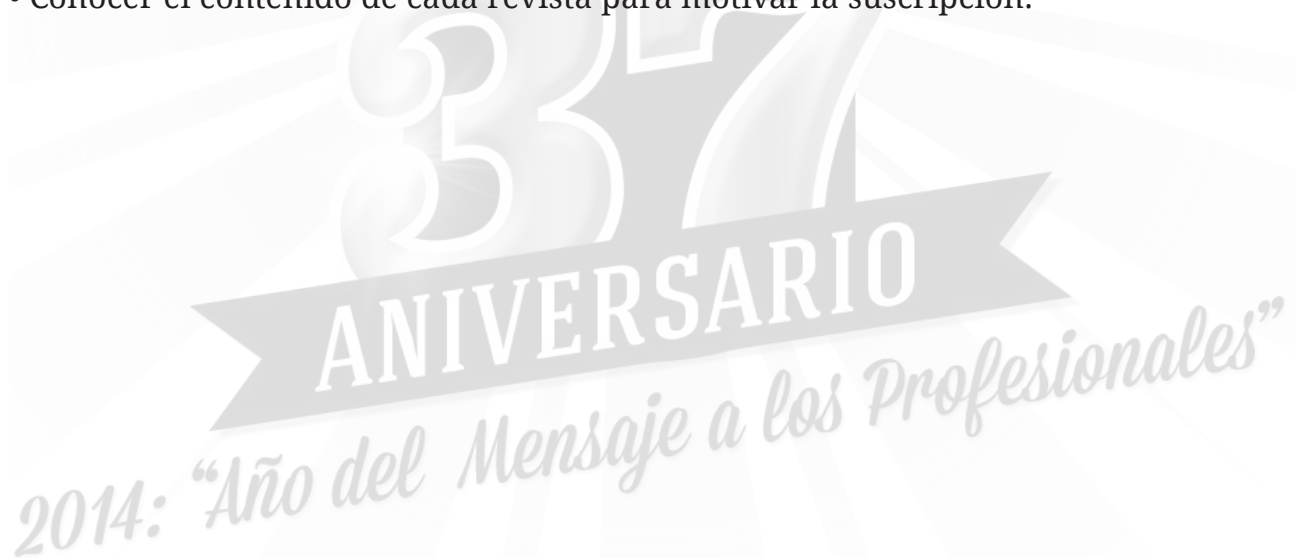 • Conocer el contenido de cada revista para motivar la suscripción.
37
ANIVERSARIO
2014: “Año del Mensaje a los Profesionales”